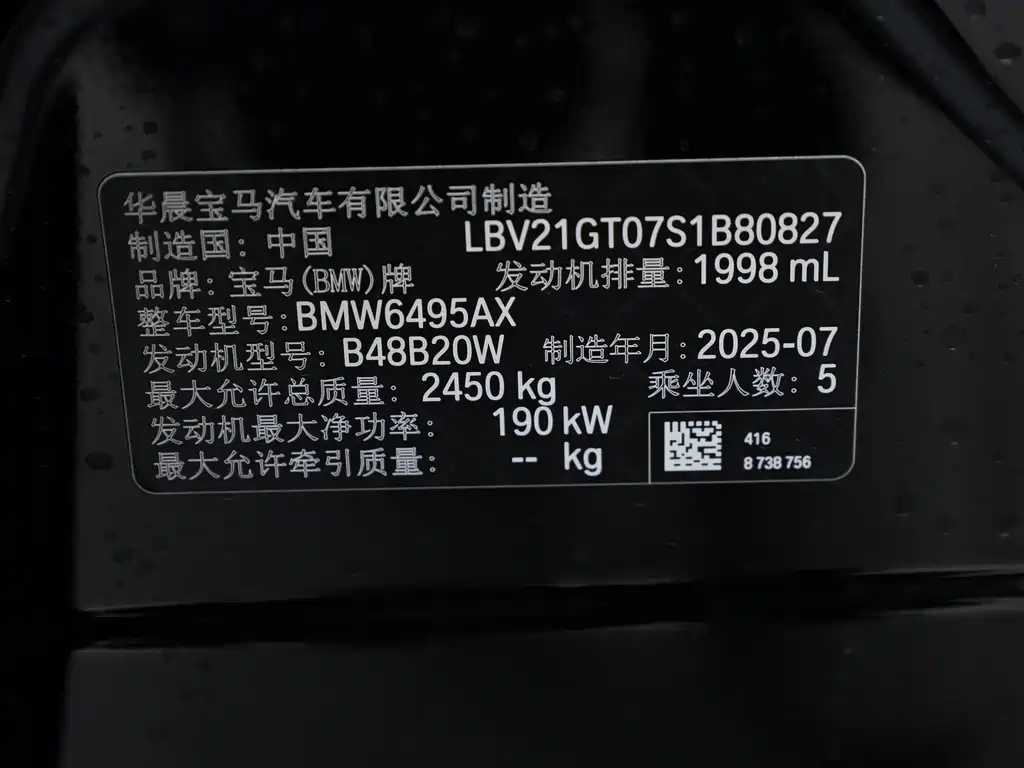 华晨宝马汽车有限公司制造
制造国：中国 LBV21GT07S1B80827
品牌：宝马(BMW)牌 发动机排量：1998 mL
整车型号：BMW6495AX
发动机型号：B48B20W 制造年月：2025-07
最大允许总质量：2450 kg 乘坐人数：5
发动机最大净功率：190 kW
最大允许牵引质量：-- kg
416
8 738 756